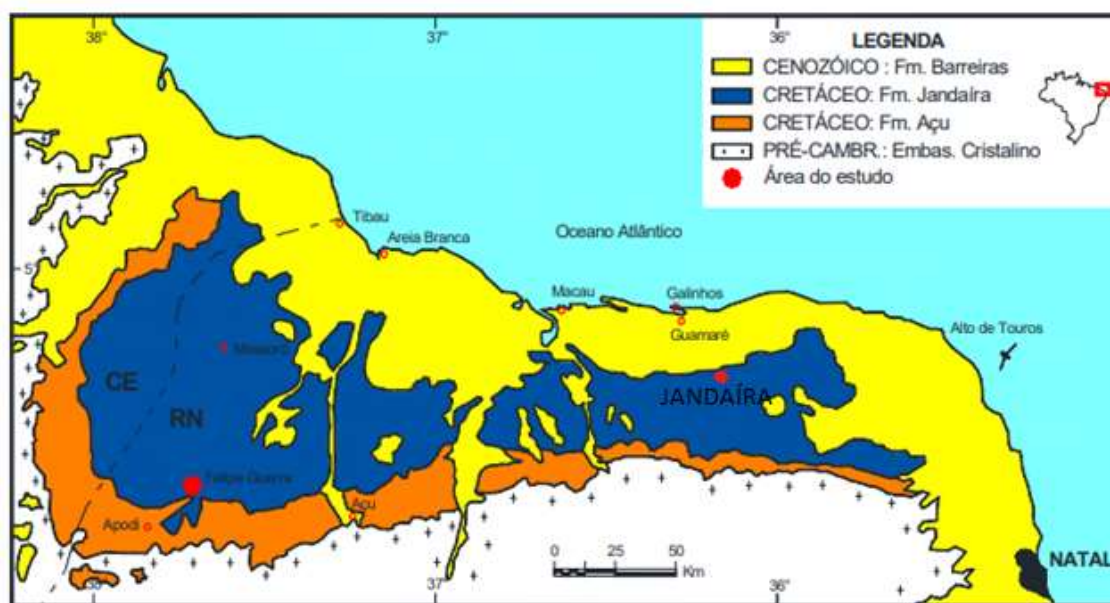 38°
37°
36°
LEGENDA
CENOZÓICO : Fm. Barreiras
CRETÁCEO: Fm. Jandaíra
CRETÁCEO: Fm. Açu
PRÉ-CAMBR.: Embas. Cristalino
Área do estudo
Tibau
Areia Branca
Oceano Atlântico
5°
Macau
Galinhos
Guamaré
Alto de Touros
Mossoró
CE
RN
JANDAÍRA
Felipe Guerra
Apodi
Açu
0 25 50
Km
NATAL
38°
37°
36°